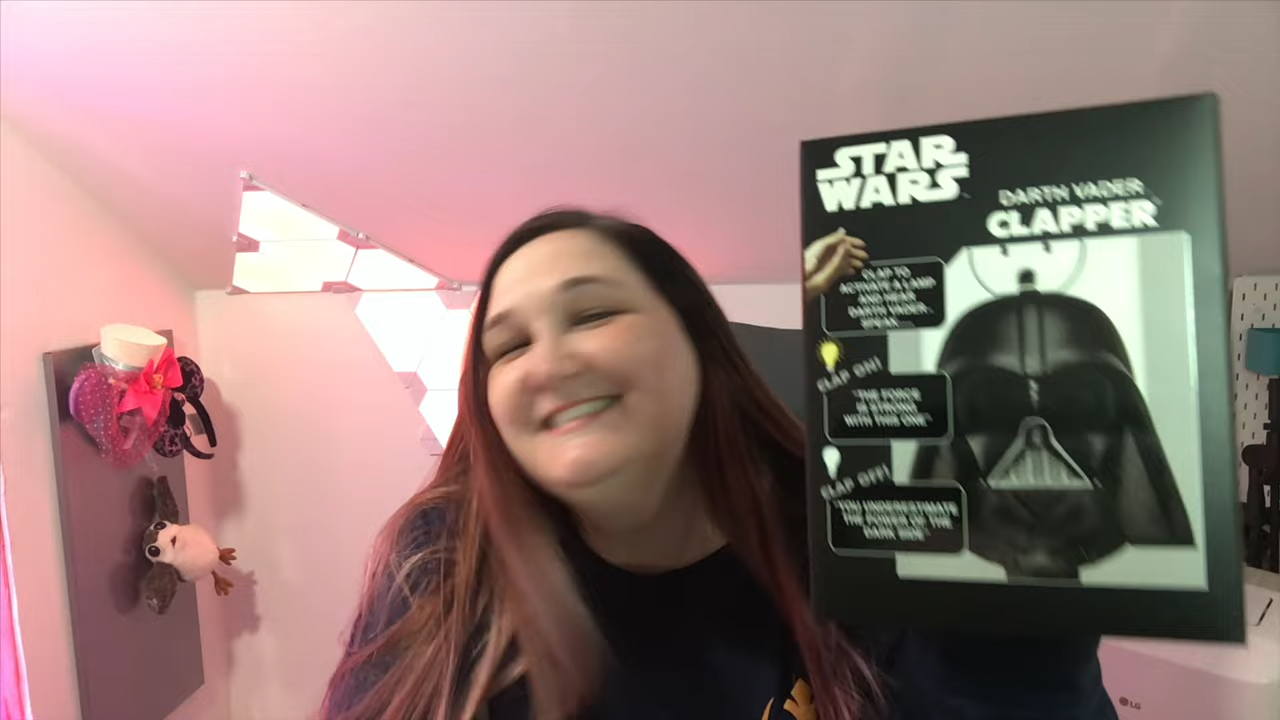 STAR
WARS
DARTH VADER
CLAPPER
CLAP TO
ACTIVATE A LAMP
AND HEAR
DARTH VADER
SPEAK
CLAP ON!
"THE FORCE
IS STRONG
WITH THIS ONE"
CLAP OFF!
"YOU UNDERESTIMATE
THE POWER OF THE
DARK SIDE"
LG